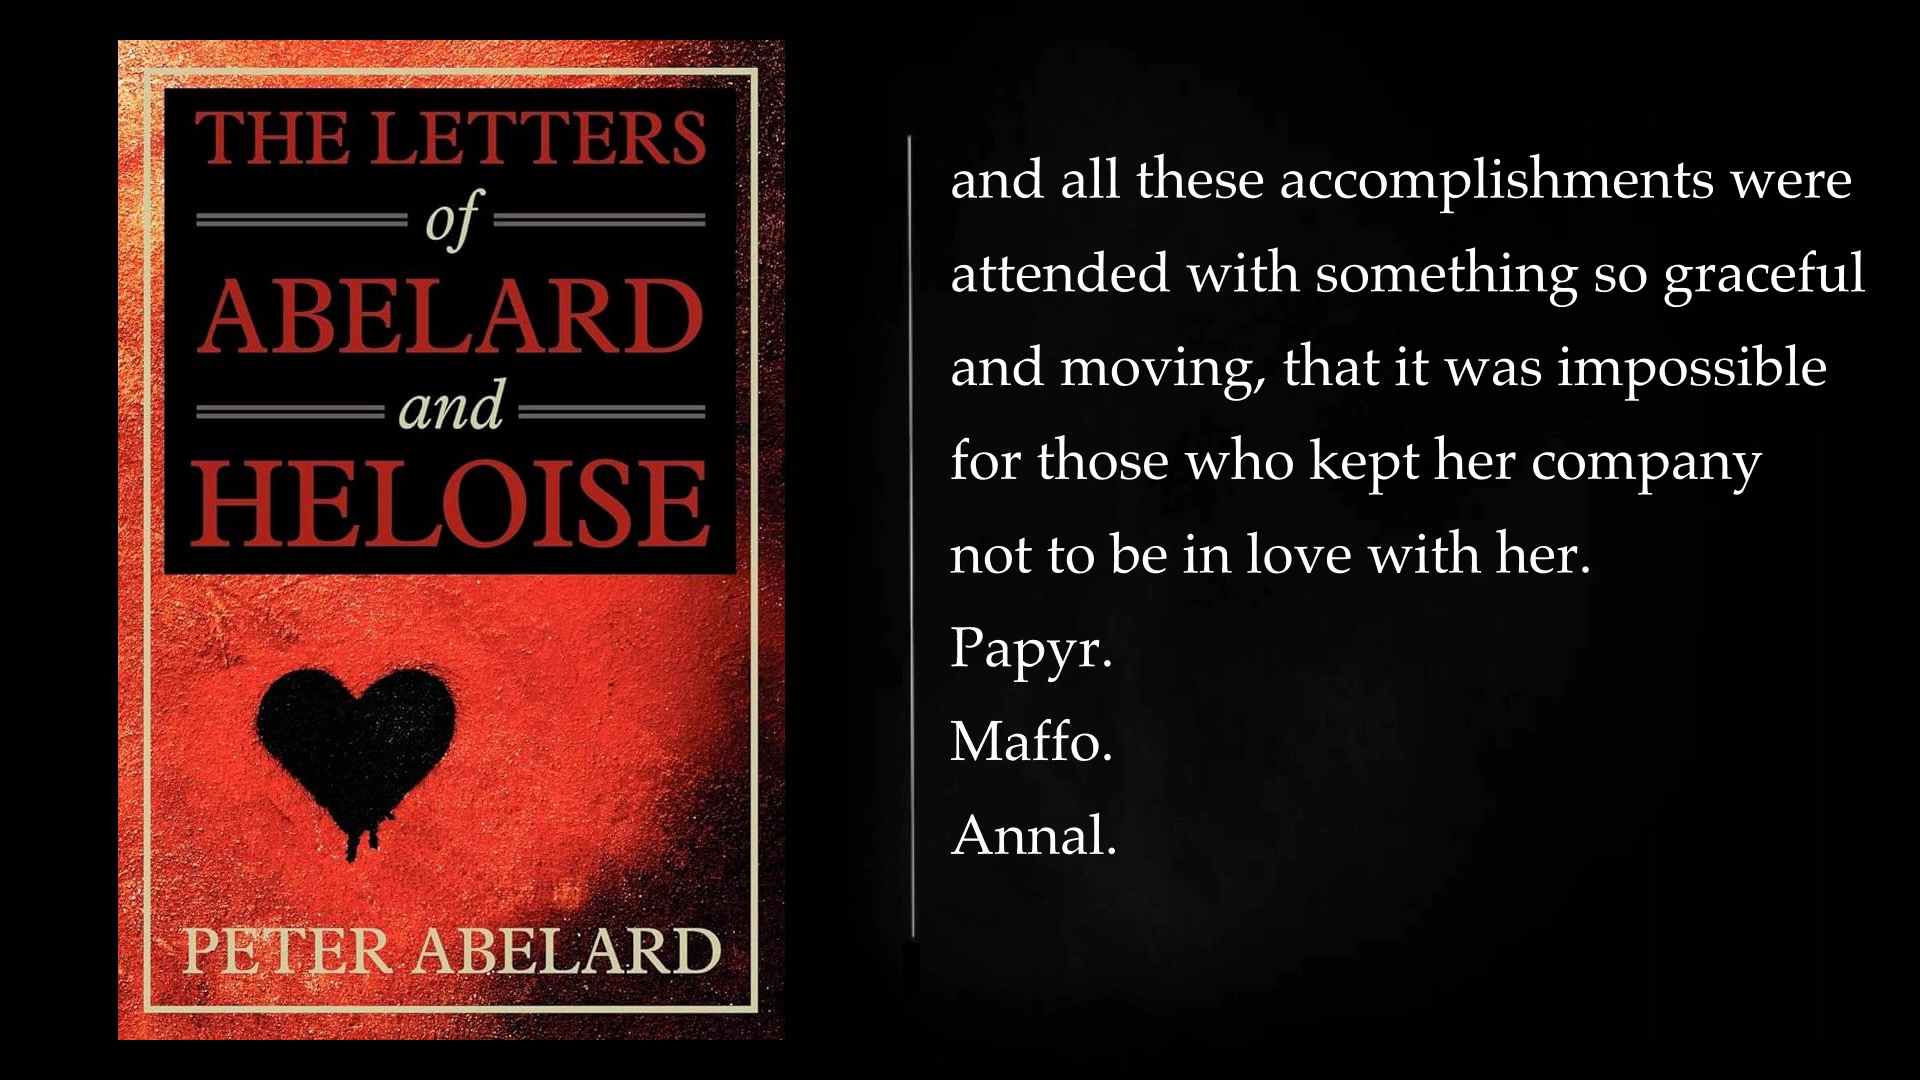 THE LETTERS
of
ABELARD
and
HELOISE
PETER ABELARD
and all these accomplishments were
attended with something so graceful
and moving, that it was impossible
for those who kept her company
not to be in love with her.
Papyr.
Maffo.
Annal.